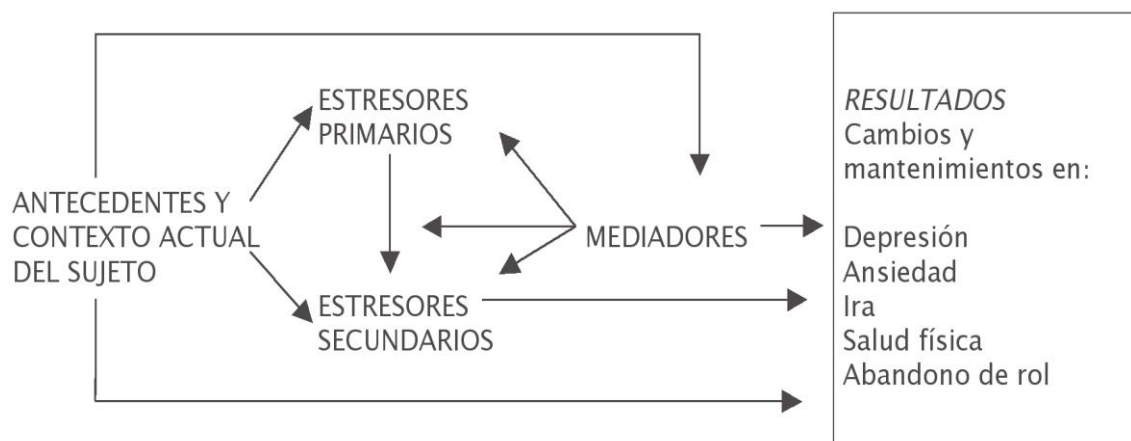 ANTECEDENTES Y
CONTEXTO ACTUAL
DEL SUJETO
ESTRESORES
PRIMARIOS
ESTRESORES
SECUNDARIOS
MEDIADORES
RESULTADOS
Cambios y
mantenimientos en:
Depresión
Ansiedad
Ira
Salud física
Abandono de rol